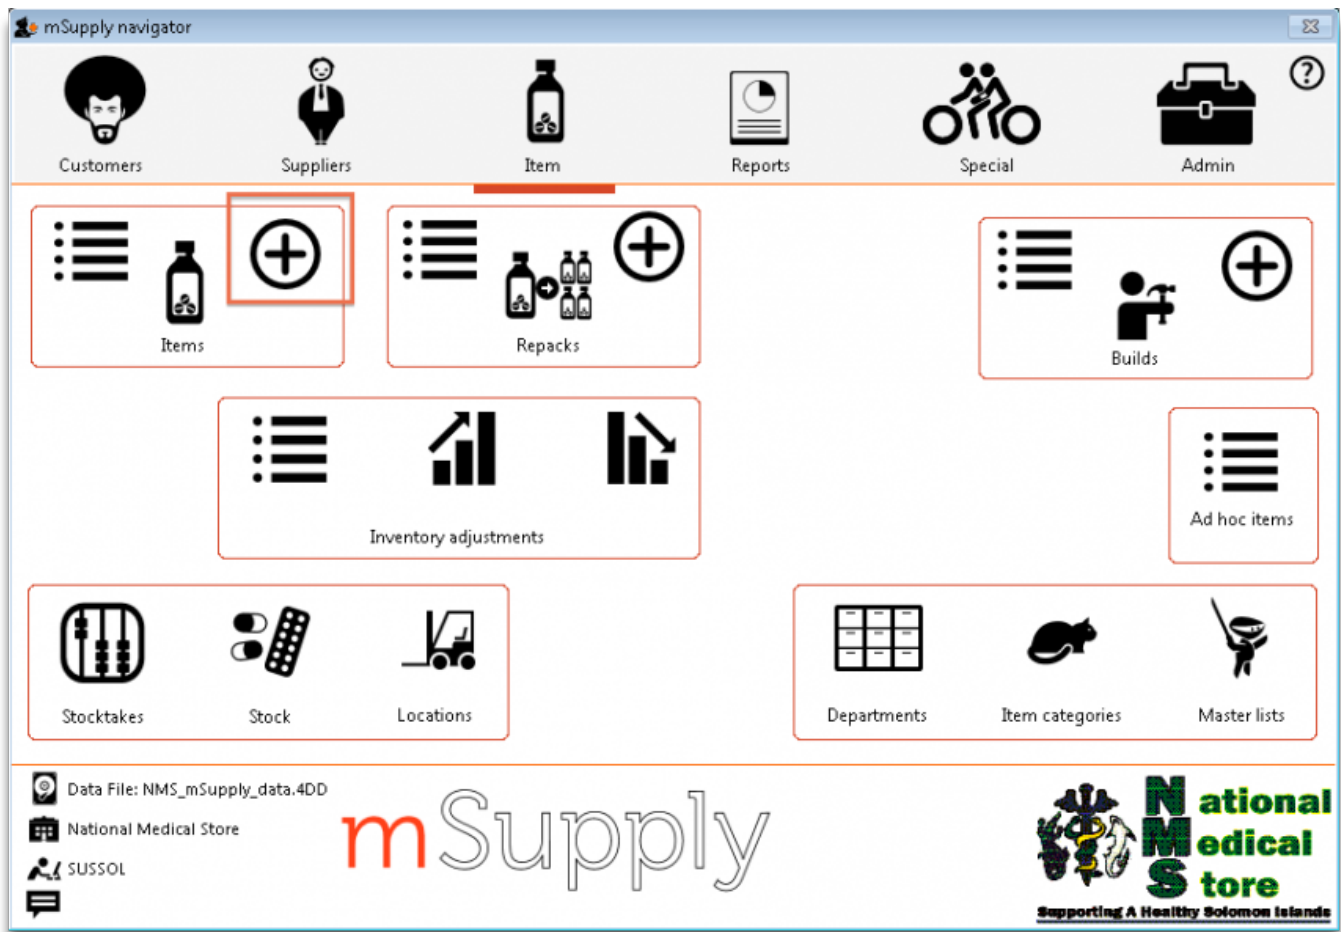 mSupply navigator
Customers
Suppliers
Item
Reports
Special
Admin
?
Items
Repacks
Builds
Inventory adjustments
Ad hoc items
Stocktakes
Stock
Locations
Departments
Item categories
Master lists
Data File: NMS_mSupply_data.4DD
National Medical Store
SUSSOL
mSupply
National
Medical
Store
Supporting A Healthy Solomon Islands